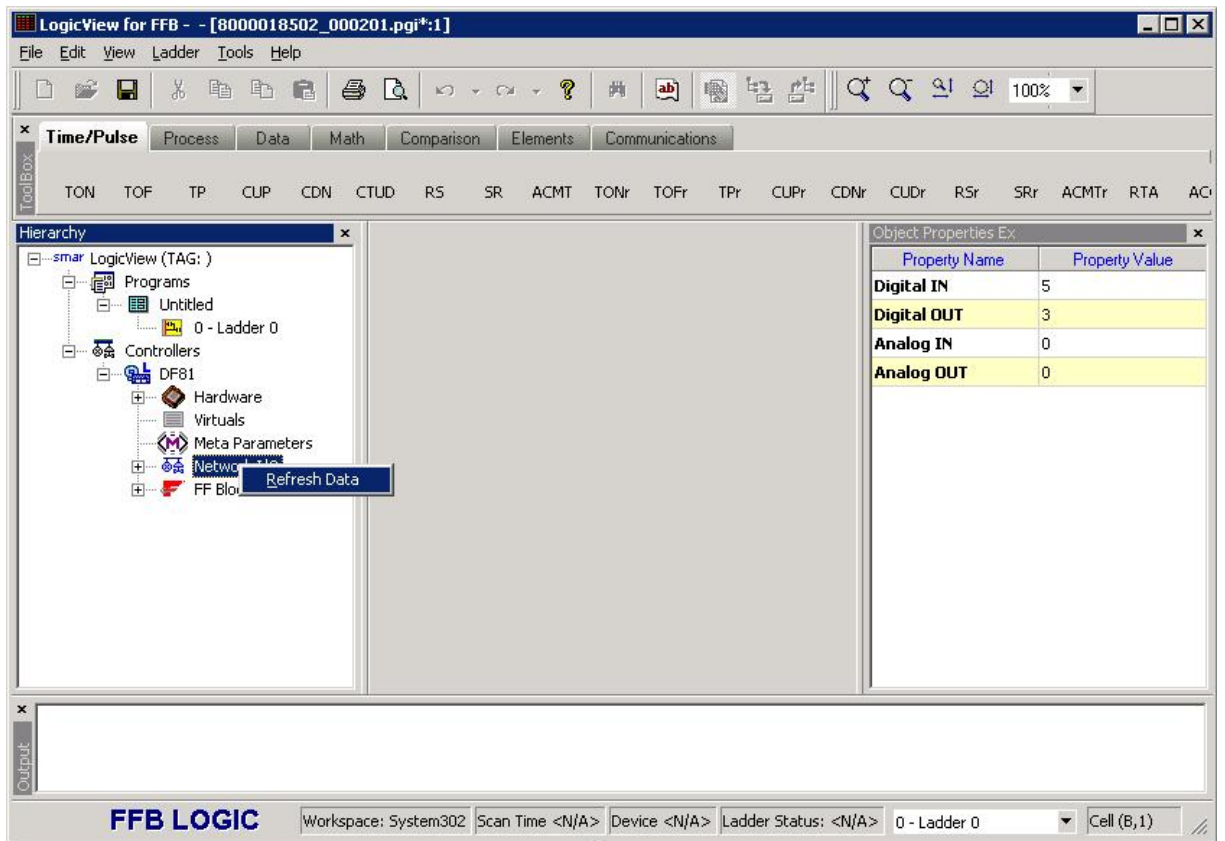 LogicView for FFB - - [8000018502_000201.pgi*:1]
File Edit View Ladder Tools Help
100%
Time/Pulse Process Data Math Comparison Elements Communications
ToolBox
TON TOF TP CUP CDN CTUD RS SR ACMT TONr TOFr TPr CUPr CDNr CUDr RSr SRr ACMTr RTA
Hierarchy
smar LogicView (TAG: )
Programs
Untitled
0 - Ladder 0
Controllers
DF81
Hardware
Virtuals
Meta Parameters
Refresh Data
FF
Object Properties Ex
Property Name Property Value
Digital IN 5
Digital OUT 3
Analog IN 0
Analog OUT 0
Output
FFB LOGIC Workspace: System302 Scan Time <N/A> Device <N/A> Ladder Status: <N/A> 0 - Ladder 0 Cell (B,1)